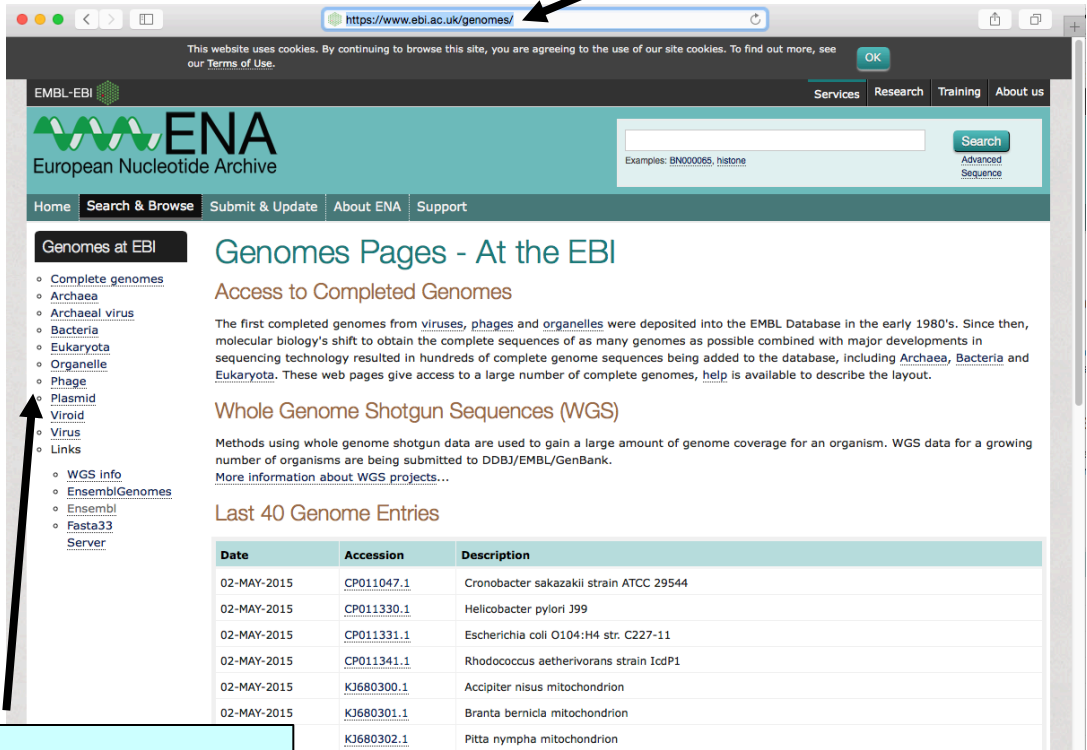 https://www.ebi.ac.uk/genomes/
This website uses cookies. By continuing to browse this site, you are agreeing to the use of our site cookies. To find out more, see
our Terms of Use.
OK
EMBL-EBI
Services Research Training About us
ENA
European Nucleotide Archive
Search
Examples: BN000065, histone
Advanced
Sequence
Home Search & Browse Submit & Update About ENA Support
Genomes at EBI
Complete genomes
Archaea
Archaeal virus
Bacteria
Eukaryota
Organelle
Phage
Plasmid
Viroid
Virus
Links
WGS info
EnsemblGenomes
Ensembl
Fasta33
Server
Genomes Pages - At the EBI
Access to Completed Genomes
The first completed genomes from viruses, phages and organelles were deposited into the EMBL Database in the early 1980's. Since then,
molecular biology's shift to obtain the complete sequences of as many genomes as possible combined with major developments in
sequencing technology resulted in hundreds of complete genome sequences being added to the database, including Archaea, Bacteria and
Eukaryota. These web pages give access to a large number of complete genomes, help is available to describe the layout.
Whole Genome Shotgun Sequences (WGS)
Methods using whole genome shotgun data are used to gain a large amount of genome coverage for an organism. WGS data for a growing
number of organisms are being submitted to DDBJ/EMBL/GenBank.
More information about WGS projects...
Last 40 Genome Entries
Date Accession Description
02-MAY-2015 CP011047.1 Cronobacter sakazakii strain ATCC 29544
02-MAY-2015 CP011330.1 Helicobacter pylori J99
02-MAY-2015 CP011331.1 Escherichia coli O104:H4 str. C227-11
02-MAY-2015 CP011341.1 Rhodococcus aetherivorans strain IcdP1
02-MAY-2015 KJ680300.1 Accipiter nisus mitochondrion
02-MAY-2015 KJ680301.1 Branta bernicla mitochondrion
KJ680302.1 Pitta nympha mitochondrion